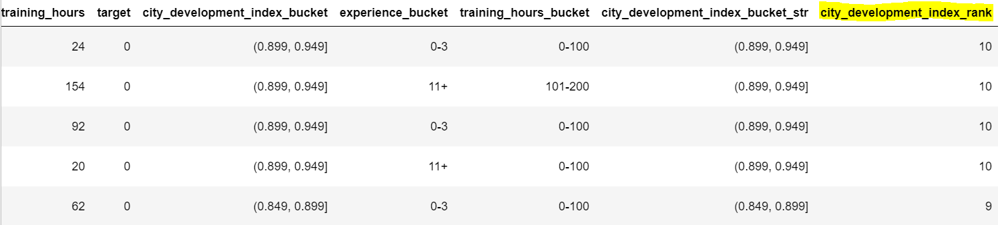 training_hours target city_development_index_bucket experience_bucket training_hours_bucket city_development_index_bucket_str city_development_index_rank
24 0 (0.899, 0.949] 0-3 0-100 (0.899, 0.949] 10
154 0 (0.899, 0.949] 11+ 101-200 (0.899, 0.949] 10
92 0 (0.899, 0.949] 0-3 0-100 (0.899, 0.949] 10
20 0 (0.899, 0.949] 11+ 0-100 (0.899, 0.949] 10
62 0 (0.849, 0.899] 0-3 0-100 (0.849, 0.899] 9